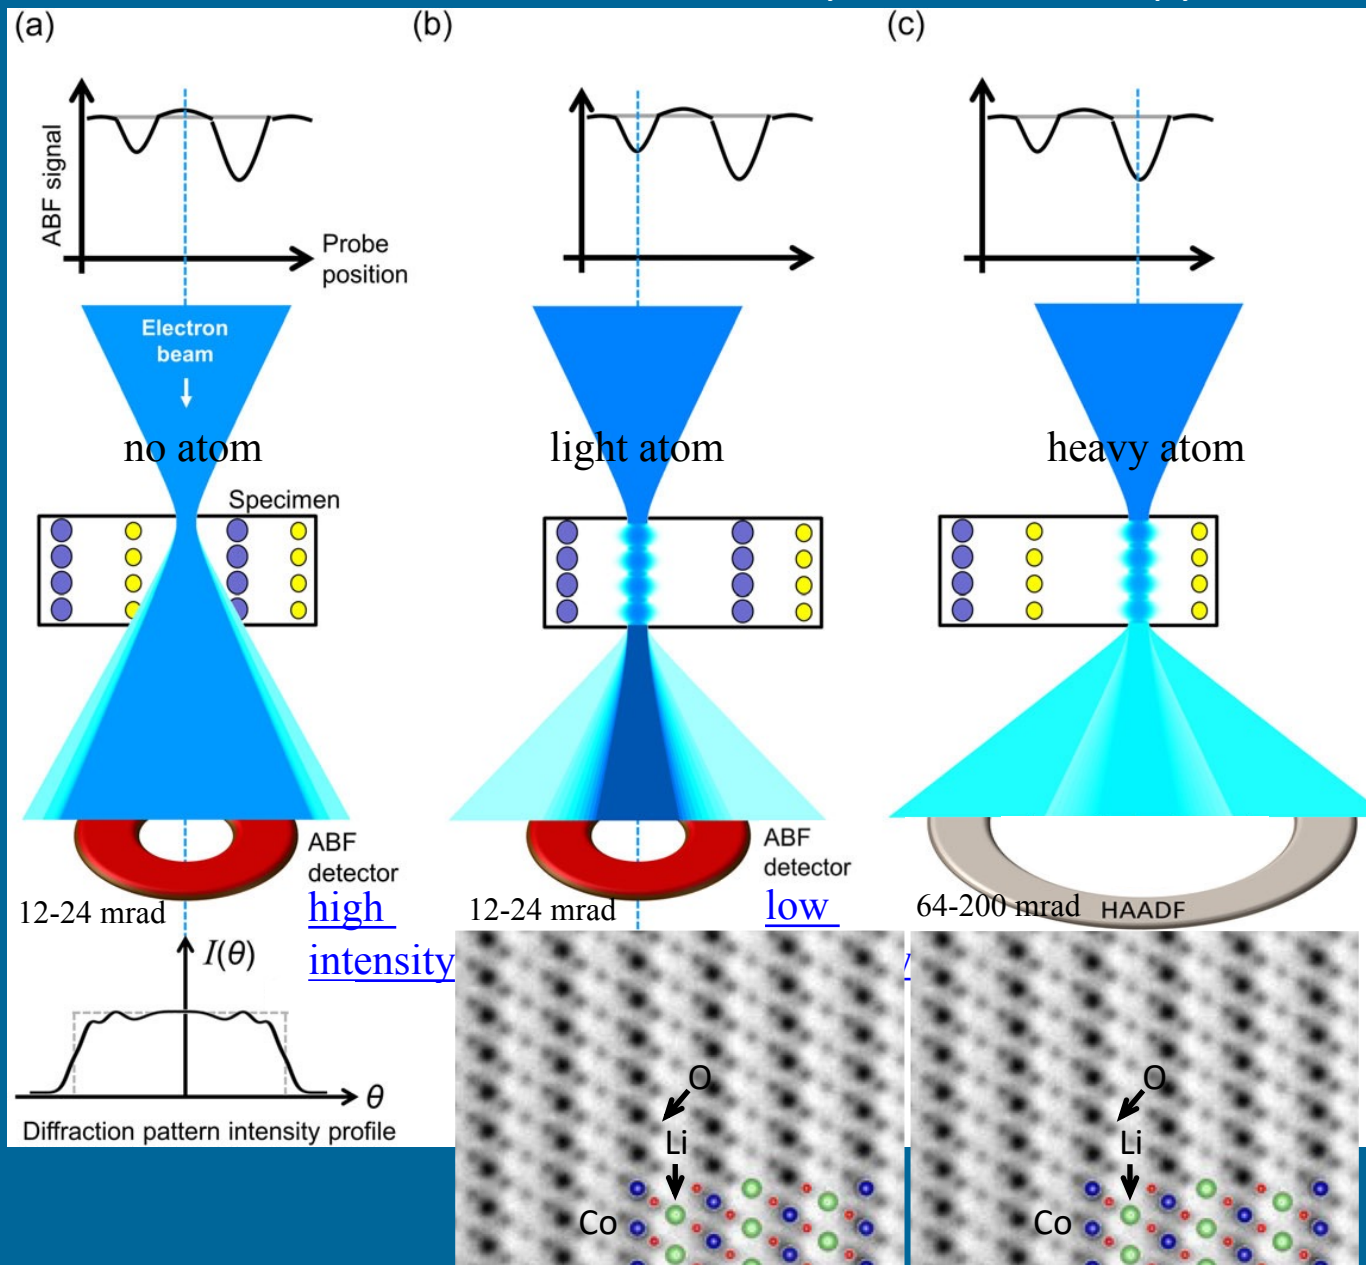 (a)
(b)
(c)
ABF signal
Probe
position
Electron
beam
no atom
light atom
heavy atom
Specimen
ABF
detector
12-24 mrad
high
intensity
ABF
detector
12-24 mrad
low
64-200 mrad
HAADF
I(θ)
θ
Diffraction pattern intensity profile
O
Li
Co
O
Li
Co